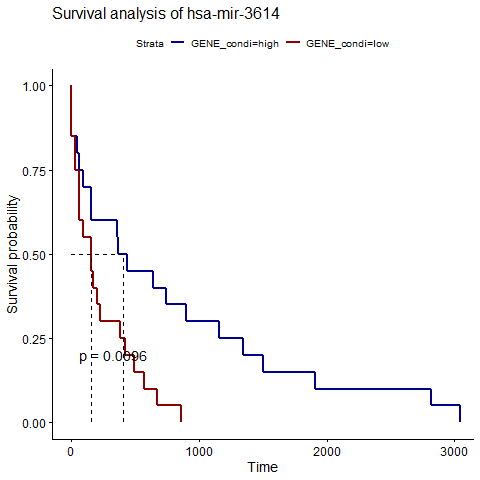 Survival analysis of hsa-mir-3614
Strata GENE_condi=high GENE_condi=low
Survival probability
1.00
0.75
0.50
0.25
0.00
p = 0.0096
0 1000 2000 3000
Time